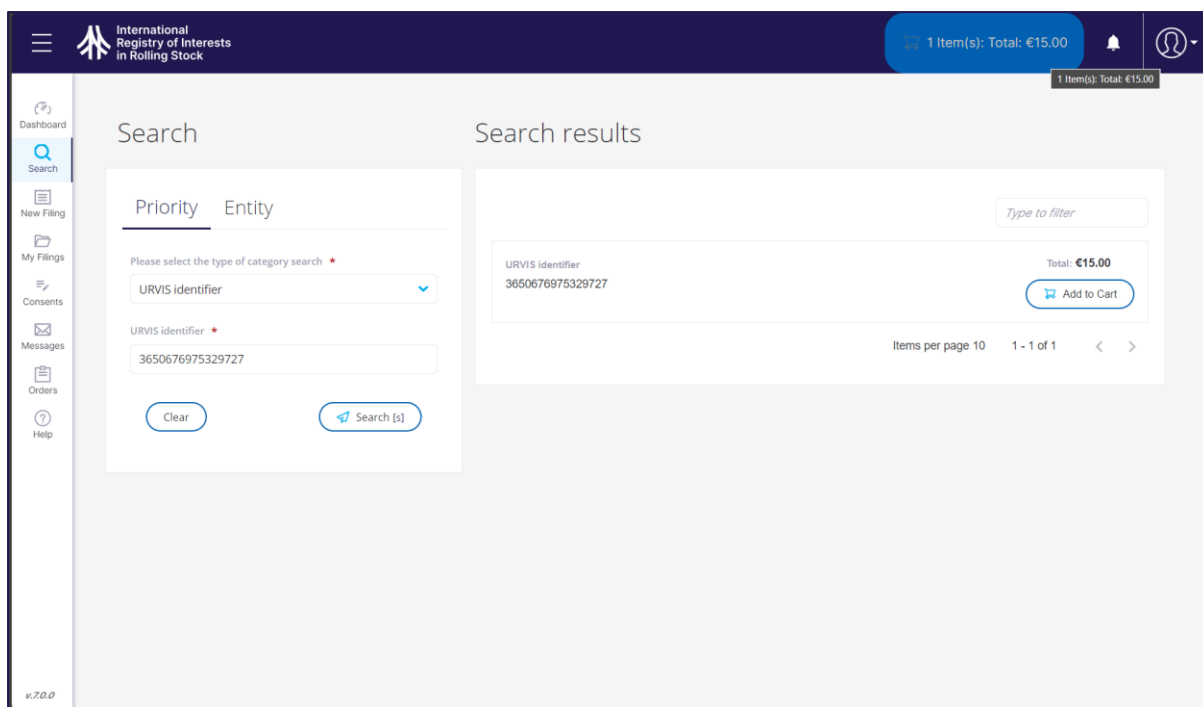 International
Registry of Interests
in Rolling Stock
1 Item(s): Total: €15.00
1 Item(s): Total: €15.00
Dashboard
Search
New Filing
My Filings
Consents
Messages
Orders
Help
v.7.0.0
Search
Priority Entity
Please select the type of category search *
URVIS identifier
URVIS identifier *
3650676975329727
Clear Search [s]
Search results
Type to filter
URVIS identifier
3650676975329727
Total: €15.00
Add to Cart
Items per page 10 1 - 1 of 1 < >